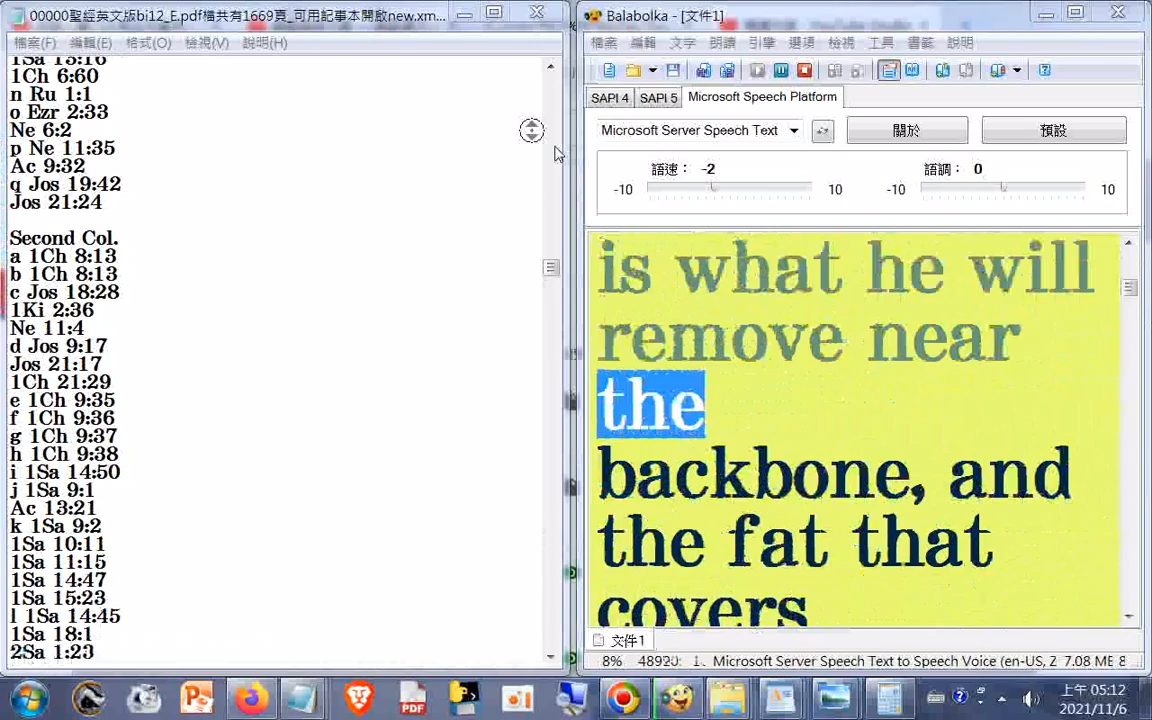 00000聖經英文版bi12_E.pdf檔共有1669頁_可用記事本開啟new.xm...
檔案(F) 編輯(E) 格式(O) 檢視(V) 說明(H)
1Sa 13:16
1Ch 6:60
n Ru 1:1
o Ezr 2:33
Ne 6:2
p Ne 11:35
Ac 9:32
q Jos 19:42
Jos 21:24
Second Col.
a 1Ch 8:13
b 1Ch 8:13
c Jos 18:28
1Ki 2:36
Ne 11:4
d Jos 9:17
Jos 21:17
1Ch 21:29
e 1Ch 9:35
f 1Ch 9:36
g 1Ch 9:37
h 1Ch 9:38
i 1Sa 14:50
j 1Sa 9:1
Ac 13:21
k 1Sa 9:2
1Sa 10:11
1Sa 11:15
1Sa 14:47
1Sa 15:23
l 1Sa 14:45
1Sa 18:1
2Sa 1:23
Balabolka - [文件1]
檔案 編輯 文字 朗讀 引擎 選項 檢視 工具 書籤 說明
SAPI 4 SAPI 5 Microsoft Speech Platform
Microsoft Server Speech Text 關於 預設
語速： -2 語調： 0
-10 10 -10 10
is what he will
remove near
the
backbone, and
the fat that
covers
文件1
8% 48920: 1. Microsoft Server Speech Text to Speech Voice (en-US, Z 7.08 MB 8
上午 05:12
2021/11/6